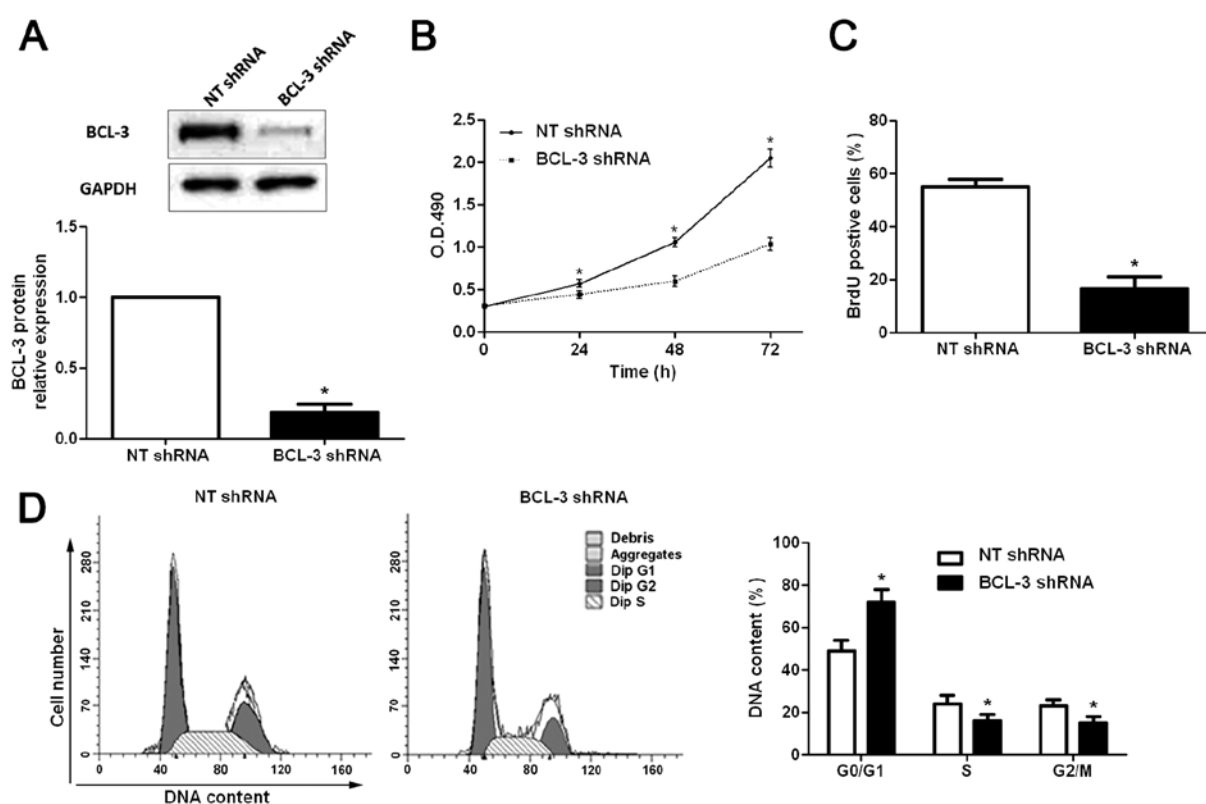 A
NT shRNA
BCL-3 shRNA
BCL-3
GAPDH
BCL-3 protein
relative expression
1.5
1.0
0.5
0.0
NT shRNA
BCL-3 shRNA
B
O.D.490
2.5
2.0
1.5
1.0
0.5
0.0
NT shRNA
BCL-3 shRNA
*
*
*
0
24
48
72
Time (h)
C
BrdU postive cells (%)
80
60
40
20
0
*
NT shRNA
BCL-3 shRNA
*
D
NT shRNA
Cell number
280
210
140
70
0
0
40
80
120
160
DNA content
BCL-3 shRNA
280
210
140
70
0
0
40
80
120
160
Debris
Aggregates
Dip G1
Dip G2
Dip S
DNA content (%)
100
80
60
40
20
0
NT shRNA
BCL-3 shRNA
*
*
*
G0/G1
S
G2/M